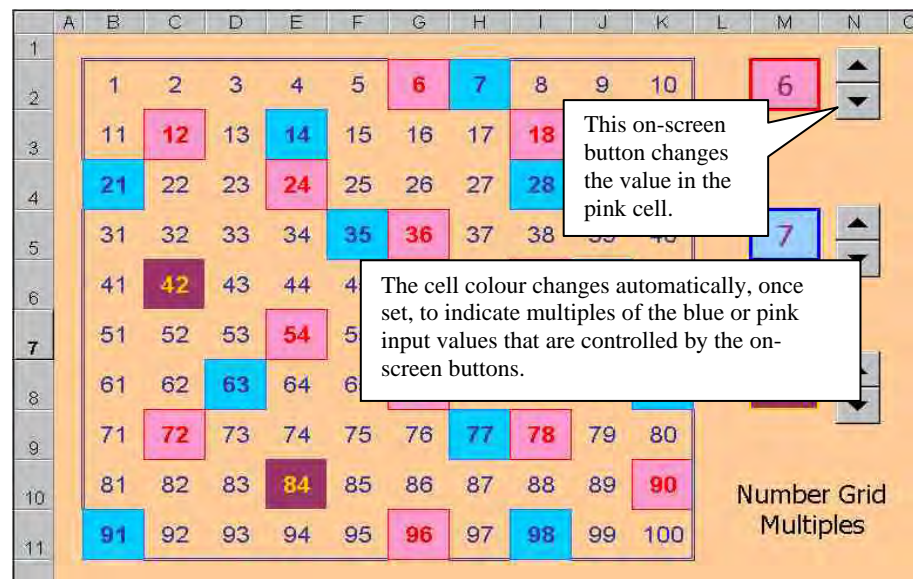 A B C D E F G H I J K L M N
1
2 1 2 3 4 5 6 7 8 9 10 6
3 11 12 13 14 15 16 17 18
This on-screen
button changes
the value in the
pink cell.
4 21 22 23 24 25 26 27 28
5 31 32 33 34 35 36 37 38 7
6 41 42 43 44
The cell colour changes automatically, once
set, to indicate multiples of the blue or pink
input values that are controlled by the on-
screen buttons.
7 51 52 53 54
8 61 62 63 64
9 71 72 73 74 75 76 77 78 79 80
10 81 82 83 84 85 86 87 88 89 90
11 91 92 93 94 95 96 97 98 99 100
Number Grid
Multiples